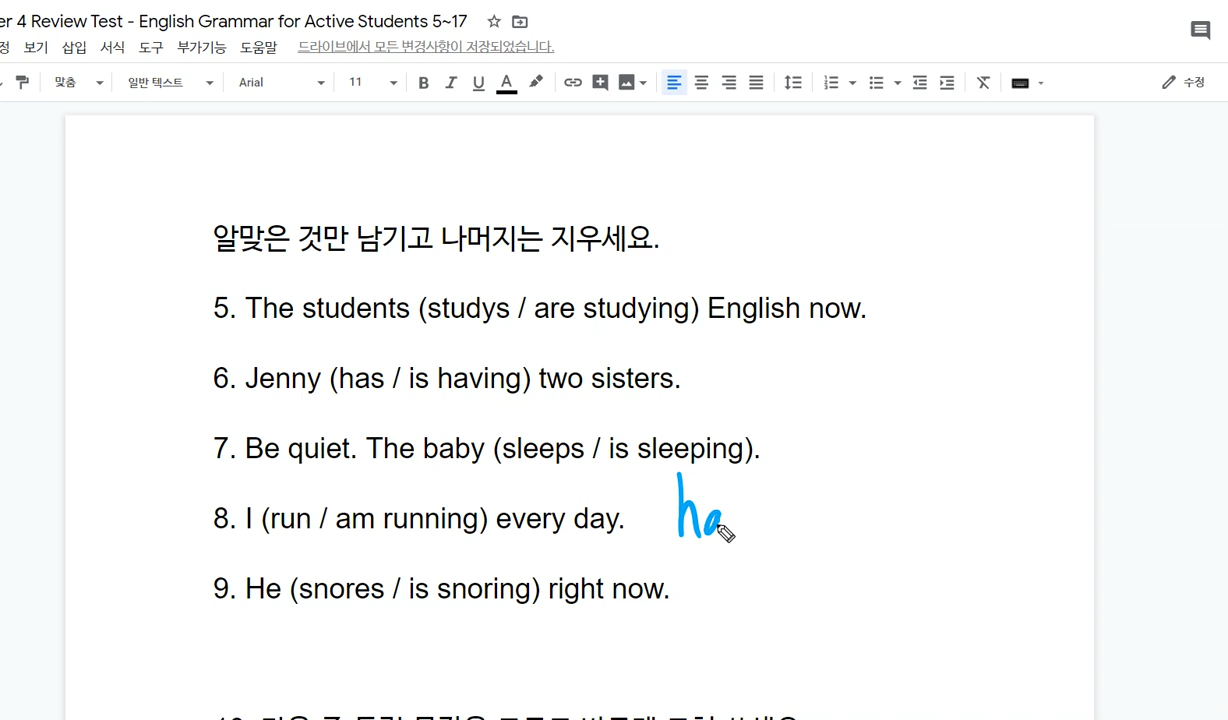 er 4 Review Test - English Grammar for Active Students 5~17
정 보기 삽입 서식 도구 부가기능 도움말 드라이브에서 모든 변경사항이 저장되었습니다.
맞춤 일반 텍스트 Arial 11 B I U A 수정
알맞은 것만 남기고 나머지는 지우세요.
5. The students (studys / are studying) English now.
6. Jenny (has / is having) two sisters.
7. Be quiet. The baby (sleeps / is sleeping).
8. I (run / am running) every day. ha
9. He (snores / is snoring) right now.